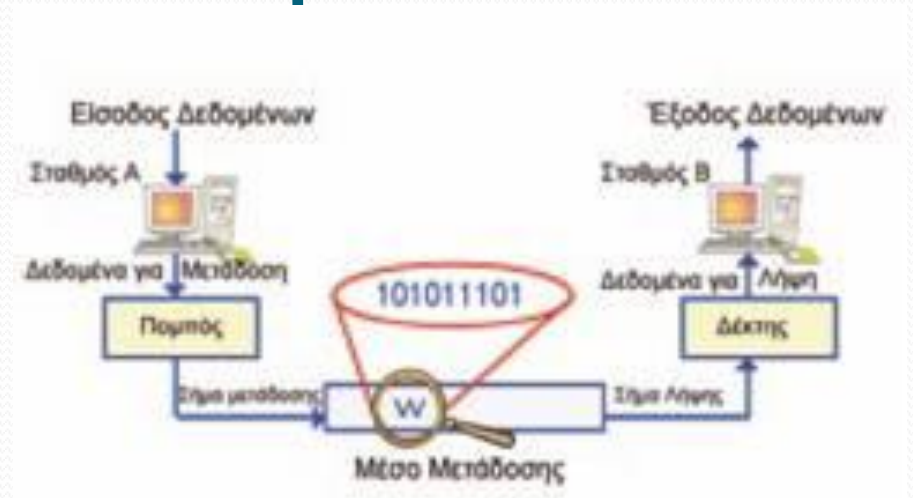 Είσοδος Δεδομένων
Σταθμός Α
Δεδομένα για Μετάδοση
Πομπός
Σήμα μετάδοσης
101011101
W
Μέσο Μετάδοσης
Έξοδος Δεδομένων
Σταθμός Β
Δεδομένα για Λήψη
Δέκτης
Σήμα Λήψης